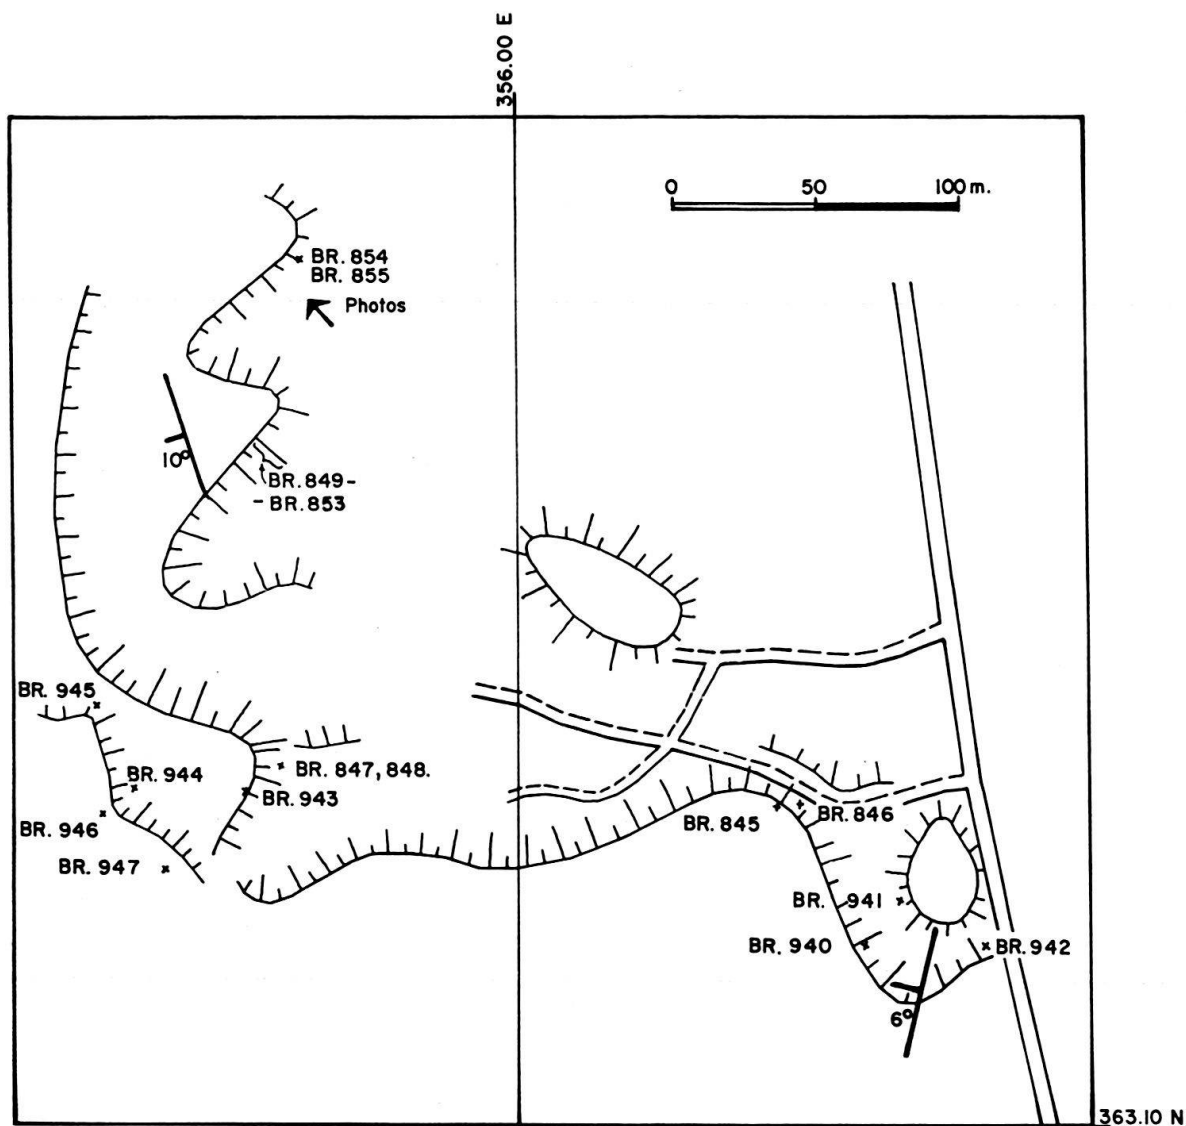 356.00 E
0 50 100 m.
BR. 854
BR. 855
Photos
10°
BR. 849-
- BR. 853
BR. 945
BR. 847, 848.
BR. 944
BR. 943
BR. 946
BR. 845
BR. 846
BR. 947
BR. 941
BR. 940
BR. 942
6°
363.10 N